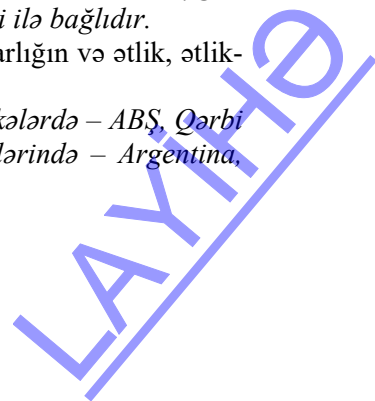 i ilə bağlıdır.
arlığın və ətlik, ətlik-
kələrdə – ABŞ, Qərbi
lərində – Argentina,
LAYİHƏ